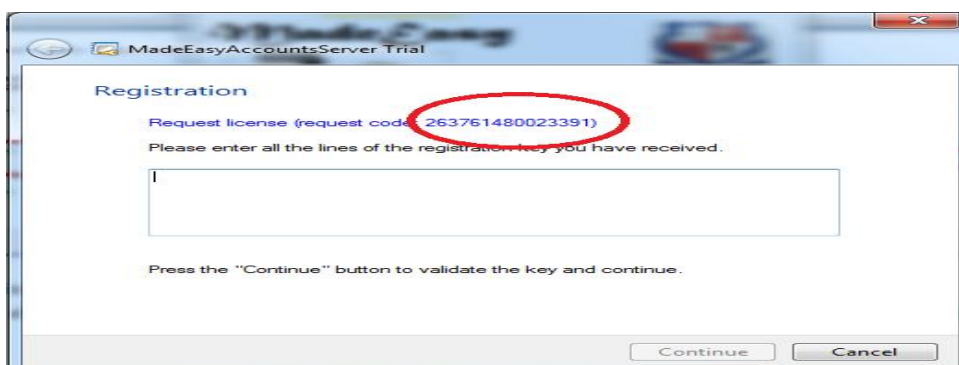 MadeEasyAccountsServer Trial
Registration
Request license (request code: 263761480023391)
Please enter all the lines of the registration key you have received.
Press the "Continue" button to validate the key and continue.
Continue
Cancel